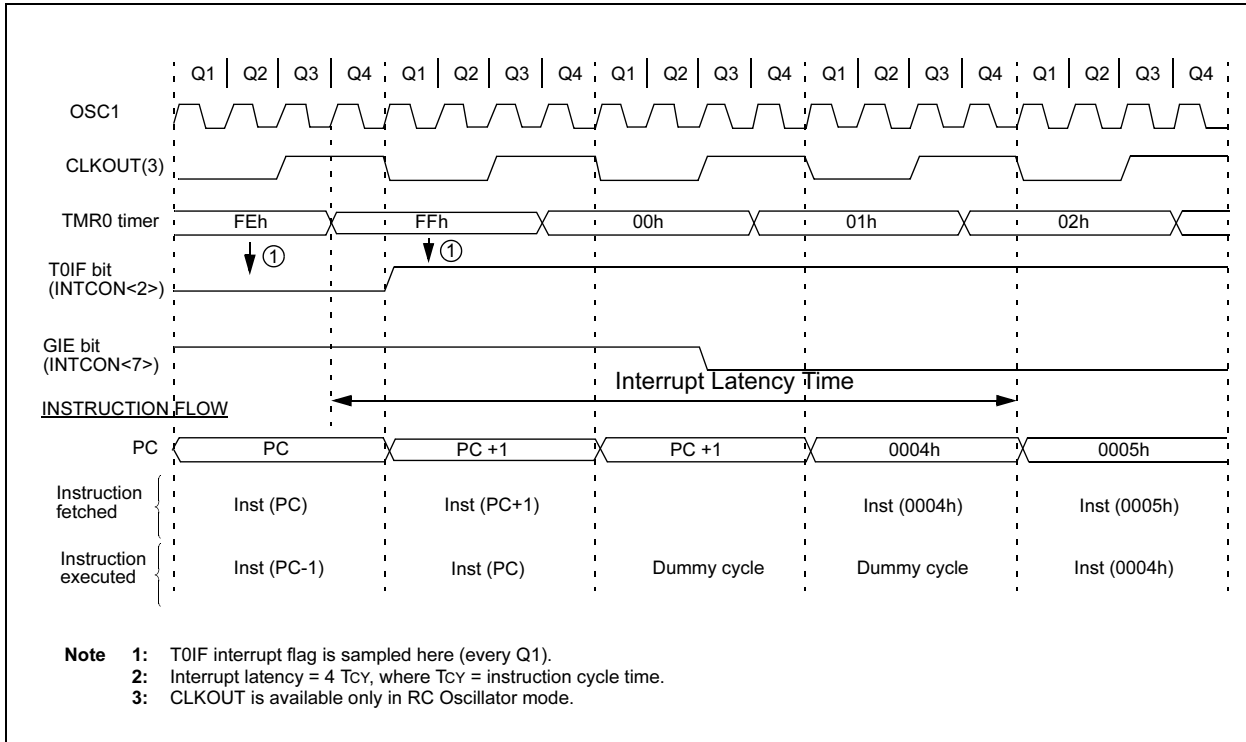 Q1 Q2 Q3 Q4 Q1 Q2 Q3 Q4 Q1 Q2 Q3 Q4 Q1 Q2 Q3 Q4 Q1 Q2 Q3 Q4
OSC1
CLKOUT(3)
TMR0 timer FEh FFh 00h 01h 02h
1 1
T0IF bit
(INTCON<2>)
GIE bit
(INTCON<7>)
Interrupt Latency Time
INSTRUCTION FLOW
PC PC PC +1 PC +1 0004h 0005h
Instruction
fetched
Inst (PC) Inst (PC+1) Inst (0004h) Inst (0005h)
Instruction
executed
Inst (PC-1) Inst (PC) Dummy cycle Dummy cycle Inst (0004h)
Note 1: T0IF interrupt flag is sampled here (every Q1).
2: Interrupt latency = 4 TCY, where TCY = instruction cycle time.
3: CLKOUT is available only in RC Oscillator mode.